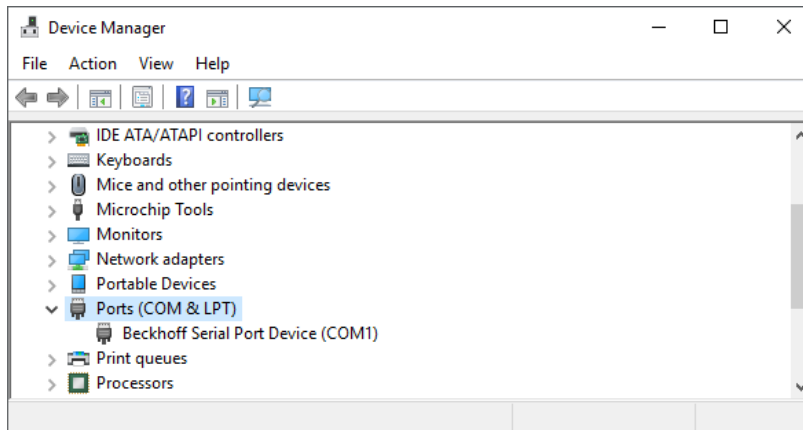 Device Manager
File Action View Help
IDE ATA/ATAPI controllers
Keyboards
Mice and other pointing devices
Microchip Tools
Monitors
Network adapters
Portable Devices
Ports (COM & LPT)
Beckhoff Serial Port Device (COM1)
Print queues
Processors